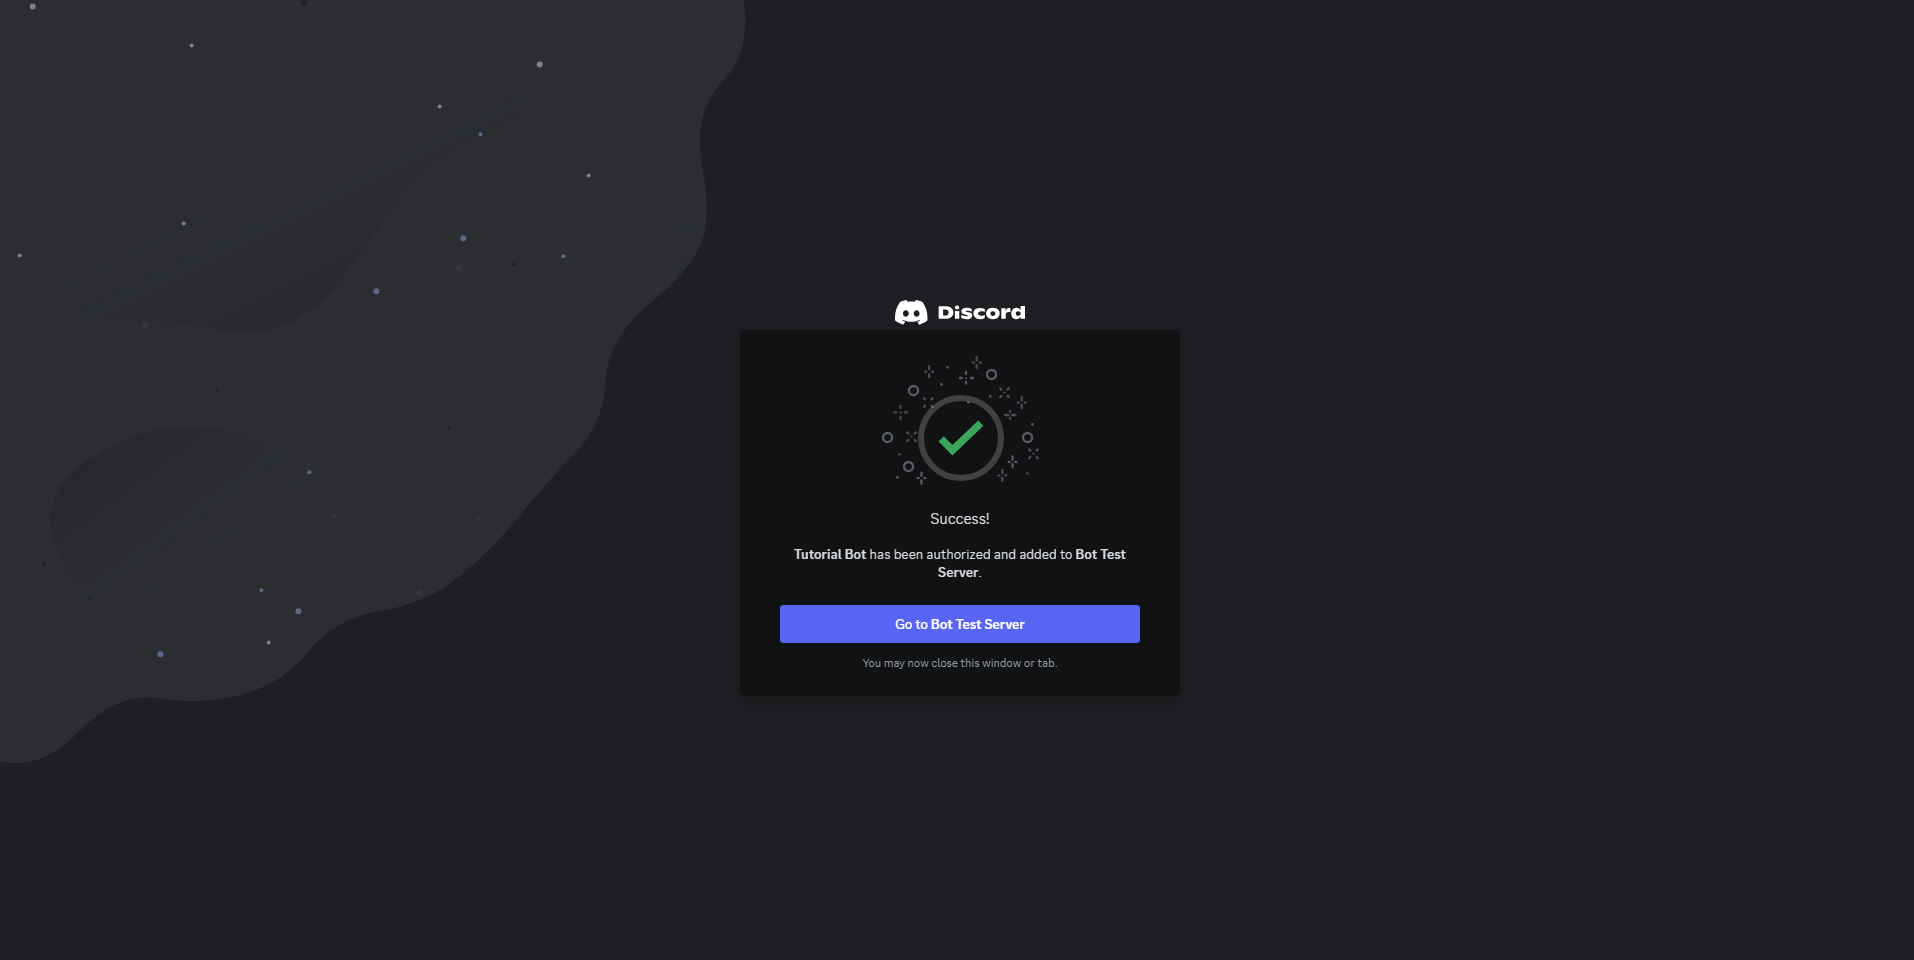 Discord
Success!
Tutorial Bot has been authorized and added to Bot Test
Server.
Go to Bot Test Server
You may now close this window or tab.